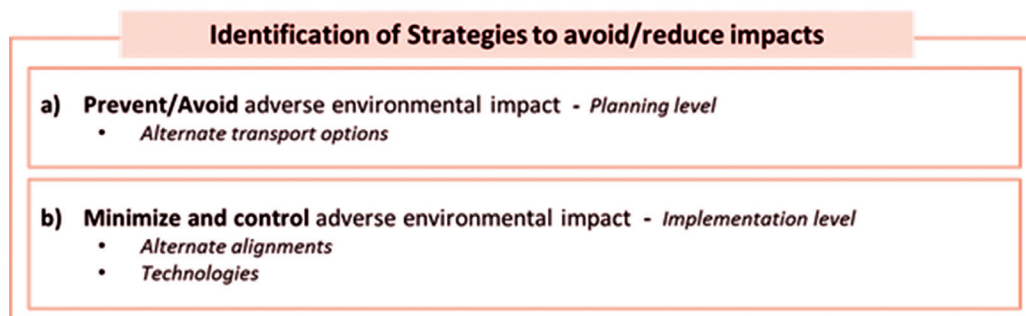 Identification of Strategies to avoid/reduce impacts
a) Prevent/Avoid adverse environmental impact - Planning level
• Alternate transport options
b) Minimize and control adverse environmental impact - Implementation level
• Alternate alignments
• Technologies